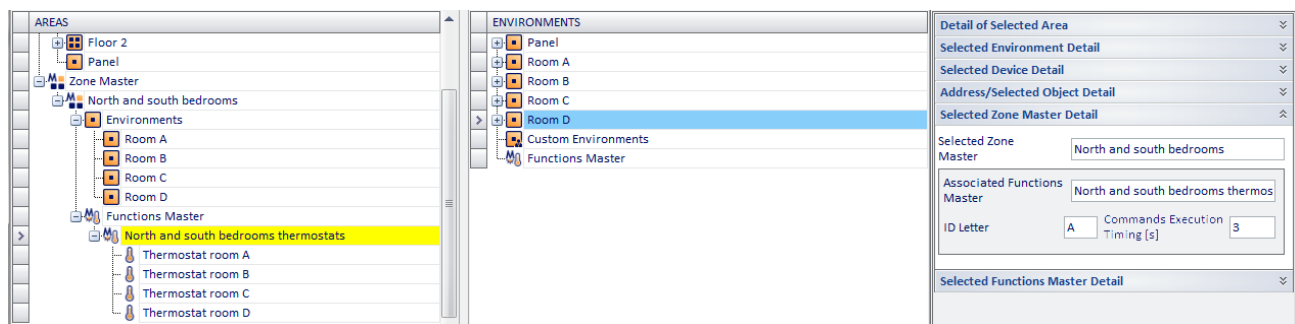 AREAS
Floor 2
Panel
Zone Master
North and south bedrooms
Environments
Room A
Room B
Room C
Room D
Functions Master
North and south bedrooms thermostats
Thermostat room A
Thermostat room B
Thermostat room C
Thermostat room D
ENVIRONMENTS
Panel
Room A
Room B
Room C
Room D
Custom Environments
Functions Master
Detail of Selected Area
Selected Environment Detail
Selected Device Detail
Address/Selected Object Detail
Selected Zone Master Detail
Selected Zone
Master
North and south bedrooms
Associated Functions
Master
North and south bedrooms thermos
ID Letter
A
Commands Execution
Timing [s]
3
Selected Functions Master Detail